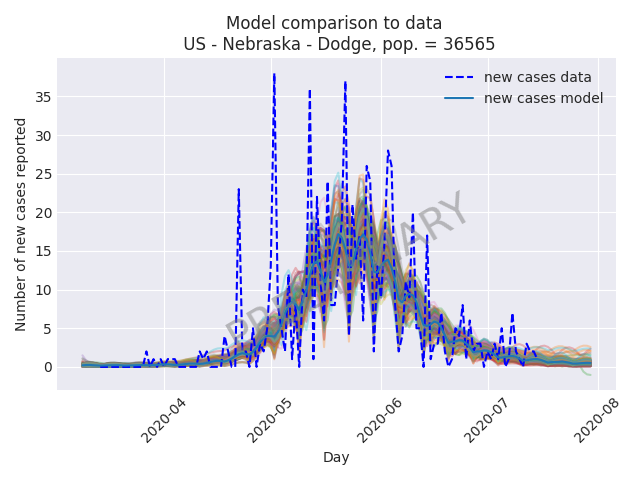 Model comparison to data
US - Nebraska - Dodge, pop. = 36565
new cases data
new cases model
Number of new cases reported
35
30
25
20
15
10
5
0
PRELIMINARY
2020-04
2020-05
2020-06
2020-07
2020-08
Day